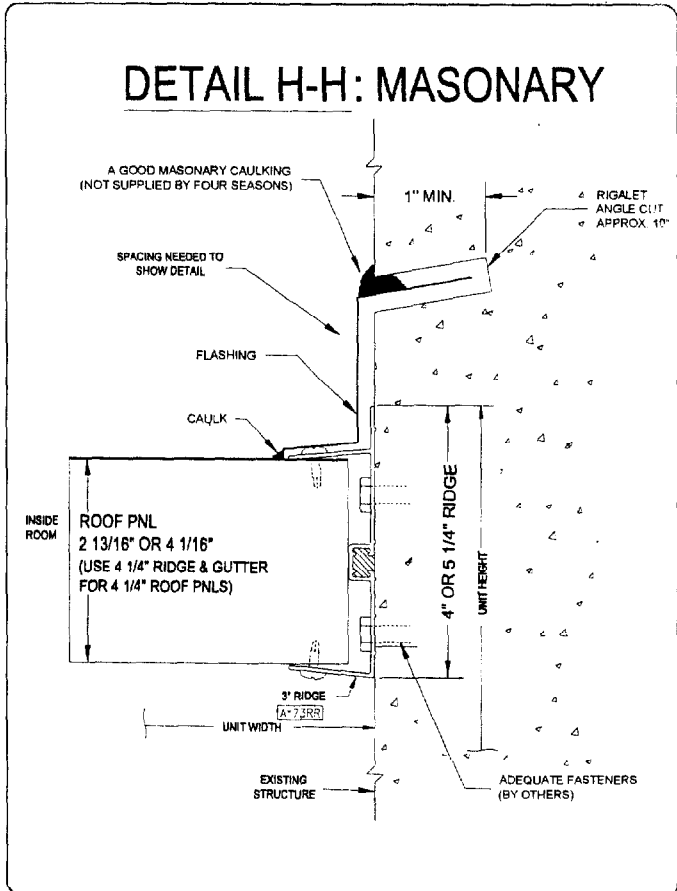 DETAIL H-H: MASONARY
A GOOD MASONARY CAULKING
(NOT SUPPLIED BY FOUR SEASONS)
1" MIN.
RIGALET
ANGLE CUT
APPROX. 10°
SPACING NEEDED TO
SHOW DETAIL
FLASHING
CAULK
INSIDE
ROOM
ROOF PNL
2 13/16" OR 4 1/16"
(USE 4 1/4" RIDGE & GUTTER
FOR 4 1/4" ROOF PNLS)
4" OR 5 1/4" RIDGE
UNIT HEIGHT
3" RIDGE
UNIT WIDTH
EXISTING
STRUCTURE
ADEQUATE FASTENERS
(BY OTHERS)